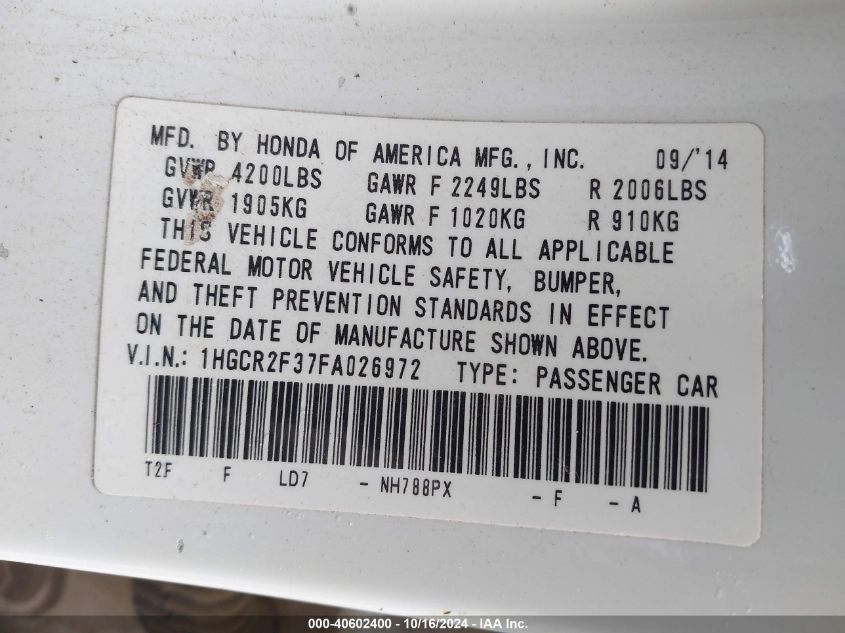 MFD. BY HONDA OF AMERICA MFG., INC. 09/'14
GVWR 4200LBS GAWR F 2249LBS R 2006LBS
GVWR 1905KG GAWR F 1020KG R 910KG
THIS VEHICLE CONFORMS TO ALL APPLICABLE
FEDERAL MOTOR VEHICLE SAFETY, BUMPER,
AND THEFT PREVENTION STANDARDS IN EFFECT
ON THE DATE OF MANUFACTURE SHOWN ABOVE.
V.I.N.: 1HGCR2F37FA026972 TYPE: PASSENGER CAR
T2F F LD7 - NH788PX - F - A
000-40602400 - 10/16/2024 - IAA Inc.